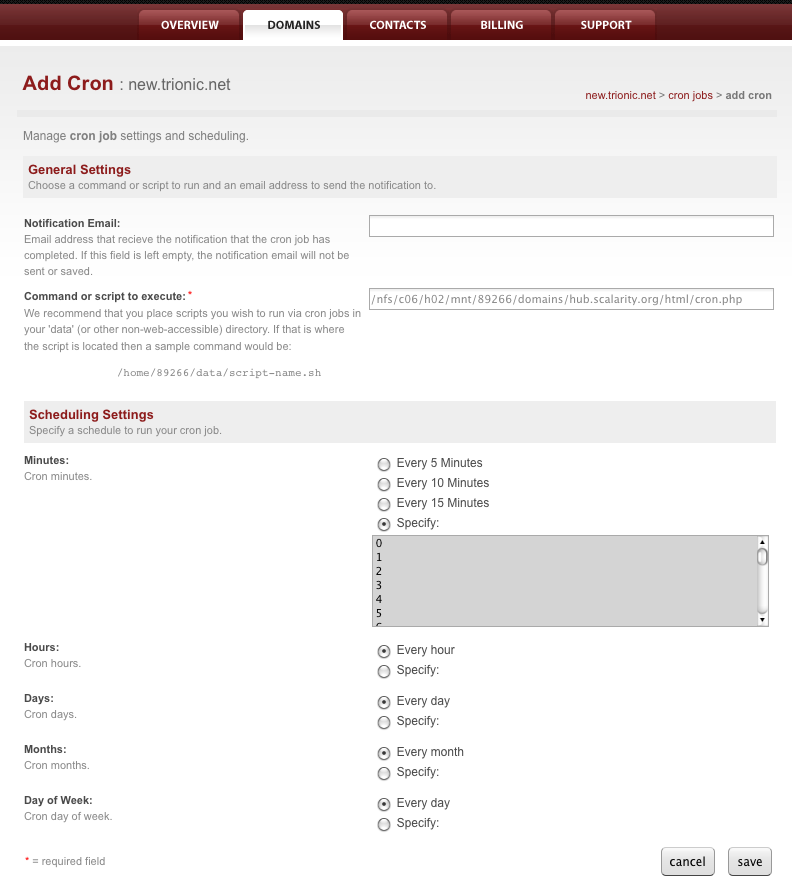 OVERVIEW DOMAINS CONTACTS BILLING SUPPORT
Add Cron : new.trionic.net
new.trionic.net > cron jobs > add cron
Manage cron job settings and scheduling.
General Settings
Choose a command or script to run and an email address to send the notification to.
Notification Email:
Email address that recieve the notification that the cron job has
completed. If this field is left empty, the notification email will not be
sent or saved.
Command or script to execute: *
/nfs/c06/h02/mnt/89266/domains/hub.scalarity.org/html/cron.php
We recommend that you place scripts you wish to run via cron jobs in
your 'data' (or other non-web-accessible) directory. If that is where
the script is located then a sample command would be:
/home/89266/data/script-name.sh
Scheduling Settings
Specify a schedule to run your cron job.
Minutes:
Cron minutes.
Every 5 Minutes
Every 10 Minutes
Every 15 Minutes
Specify:
0
1
2
3
4
5
Hours:
Cron hours.
Every hour
Specify:
Days:
Cron days.
Every day
Specify:
Months:
Cron months.
Every month
Specify:
Day of Week:
Cron day of week.
Every day
Specify:
* = required field
cancel save